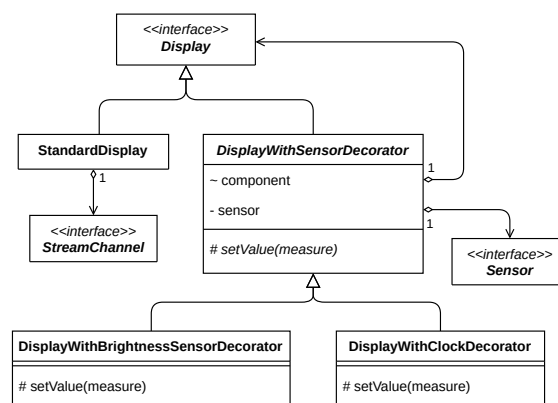 <<interface>>
Display
StandardDisplay
1
<<interface>>
StreamChannel
DisplayWithSensorDecorator
~ component
- sensor
# setValue(measure)
1
1
<<interface>>
Sensor
DisplayWithBrightnessSensorDecorator
# setValue(measure)
DisplayWithClockDecorator
# setValue(measure)